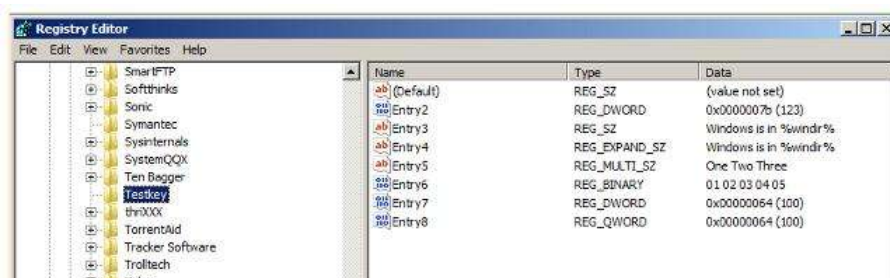 Registry Editor
File Edit View Favorites Help
SmartFTP
Softthinks
Sonic
Symantec
Sysinternals
SystemQQX
Ten Bagger
Testkey
thriXXX
TorrentAid
Tracker Software
Trolltech
Name Type Data
(Default) REG_SZ (value not set)
Entry2 REG_DWORD 0x0000007b (123)
Entry3 REG_SZ Windows is in %windir%
Entry4 REG_EXPAND_SZ Windows is in %windir%
Entry5 REG_MULTI_SZ One Two Three
Entry6 REG_BINARY 01 02 03 04 05
Entry7 REG_DWORD 0x00000064 (100)
Entry8 REG_QWORD 0x00000064 (100)